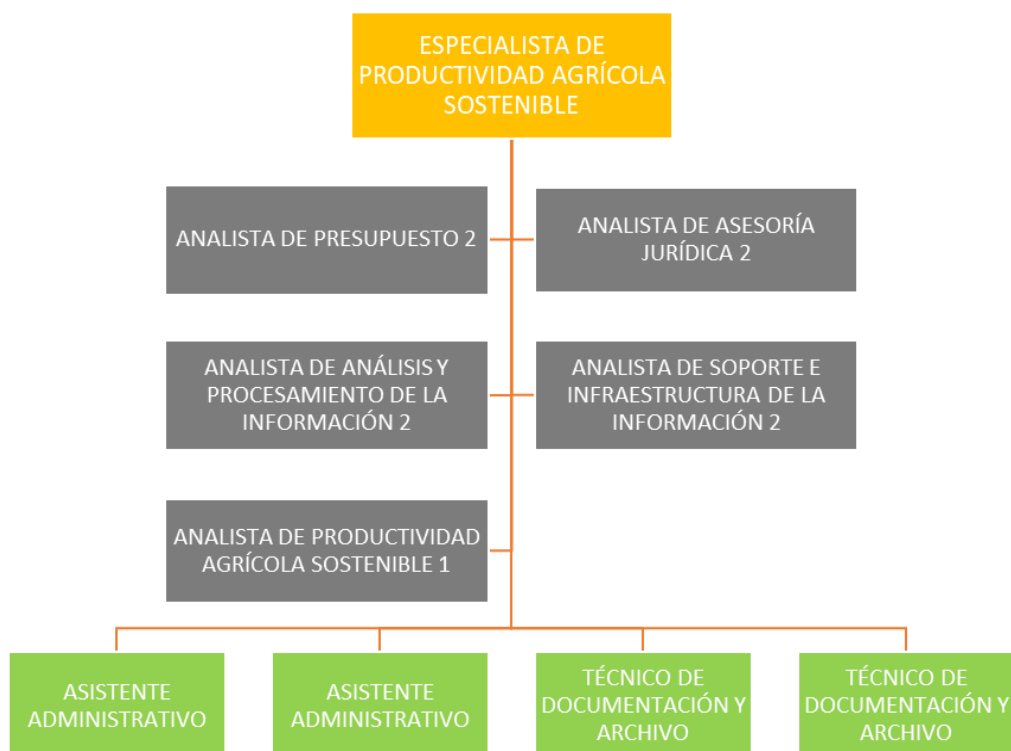 ESPECIALISTA DE
PRODUCTIVIDAD AGRÍCOLA
SOSTENIBLE
ANALISTA DE PRESUPUESTO 2
ANALISTA DE ASESORÍA
JURÍDICA 2
ANALISTA DE ANÁLISIS Y
PROCESAMIENTO DE LA
INFORMACIÓN 2
ANALISTA DE SOPORTE E
INFRAESTRUCTURA DE LA
INFORMACIÓN 2
ANALISTA DE PRODUCTIVIDAD
AGRÍCOLA SOSTENIBLE 1
ASISTENTE
ADMINISTRATIVO
ASISTENTE
ADMINISTRATIVO
TÉCNICO DE
DOCUMENTACIÓN Y
ARCHIVO
TÉCNICO DE
DOCUMENTACIÓN Y
ARCHIVO